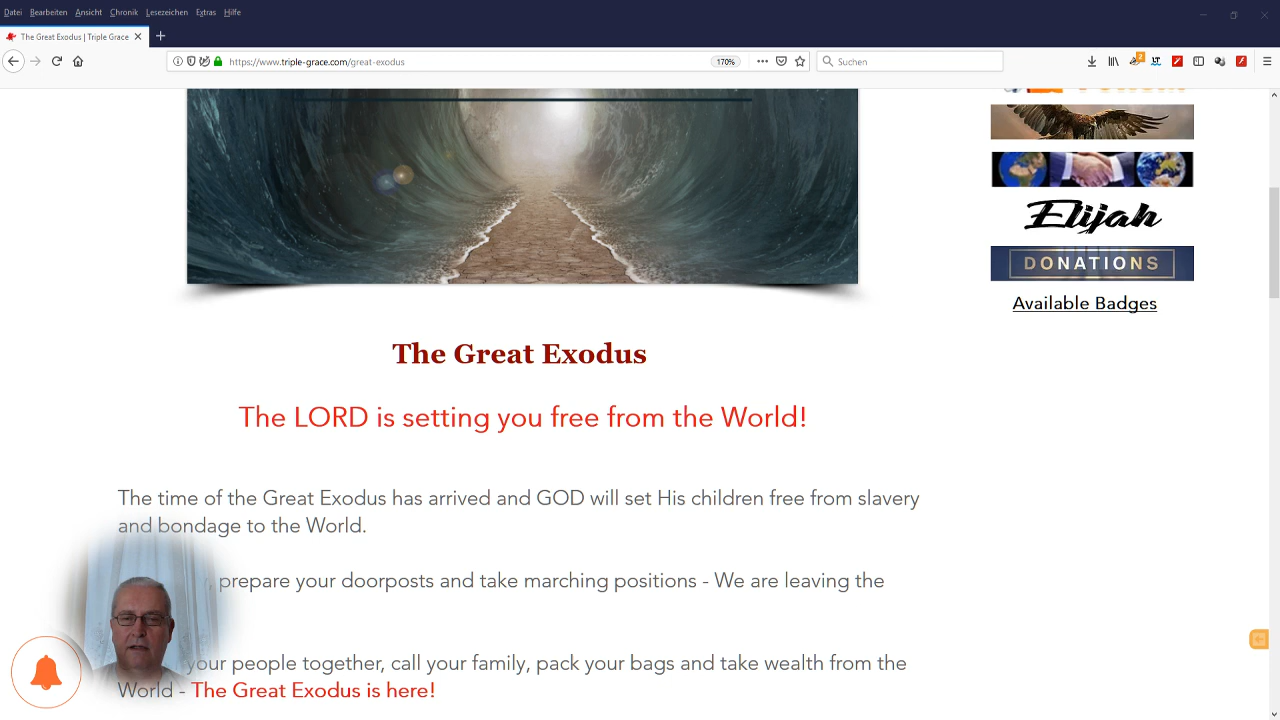 Datei Bearbeiten Ansicht Chronik Lesezeichen Extras Hilfe
The Great Exodus | Triple Grace
https://www.triple-grace.com/great-exodus
170%
Suchen
2
LT
Elijah
DONATIONS
Available Badges
The Great Exodus
The LORD is setting you free from the World!
The time of the Great Exodus has arrived and GOD will set His children free from slavery
and bondage to the World.
, prepare your doorposts and take marching positions - We are leaving the
your people together, call your family, pack your bags and take wealth from the
World - The Great Exodus is here!